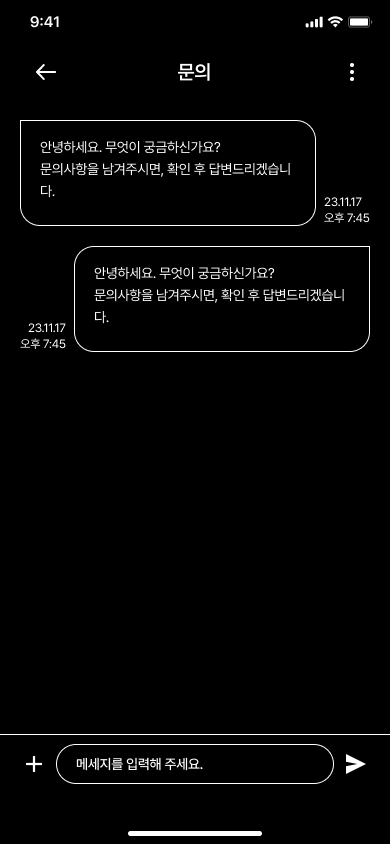 9:41
문의
안녕하세요. 무엇이 궁금하신가요?
문의사항을 남겨주시면, 확인 후 답변드리겠습니
다.
23.11.17
오후 7:45
안녕하세요. 무엇이 궁금하신가요?
문의사항을 남겨주시면, 확인 후 답변드리겠습니
다.
23.11.17
오후 7:45
메세지를 입력해 주세요.